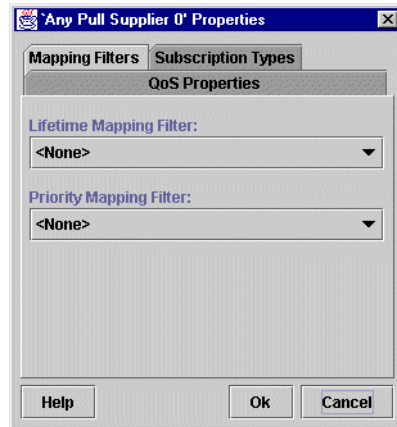 `Any Pull Supplier 0' Properties
Mapping Filters Subscription Types
QoS Properties
Lifetime Mapping Filter:
<None>
Priority Mapping Filter:
<None>
Help Ok Cancel